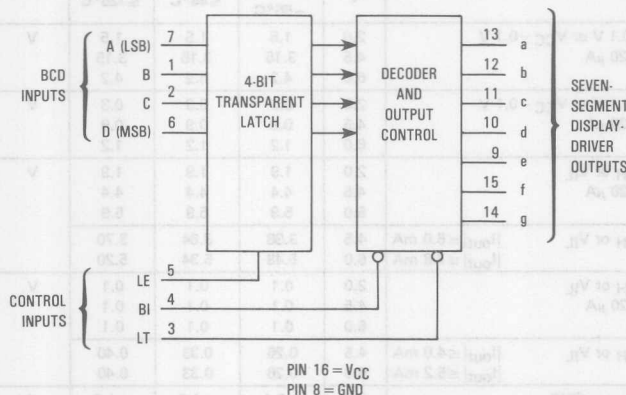 BCD
INPUTS
A (LSB) 7
B 1
C 2
D (MSB) 6
4-BIT
TRANSPARENT
LATCH
DECODER
AND
OUTPUT
CONTROL
13 a
12 b
11 c
10 d
9 e
15 f
14 g
SEVEN-
SEGMENT
DISPLAY-
DRIVER
OUTPUTS
CONTROL
INPUTS
LE 5
BI 4
LT 3
PIN 16 = VCC
PIN 8 = GND